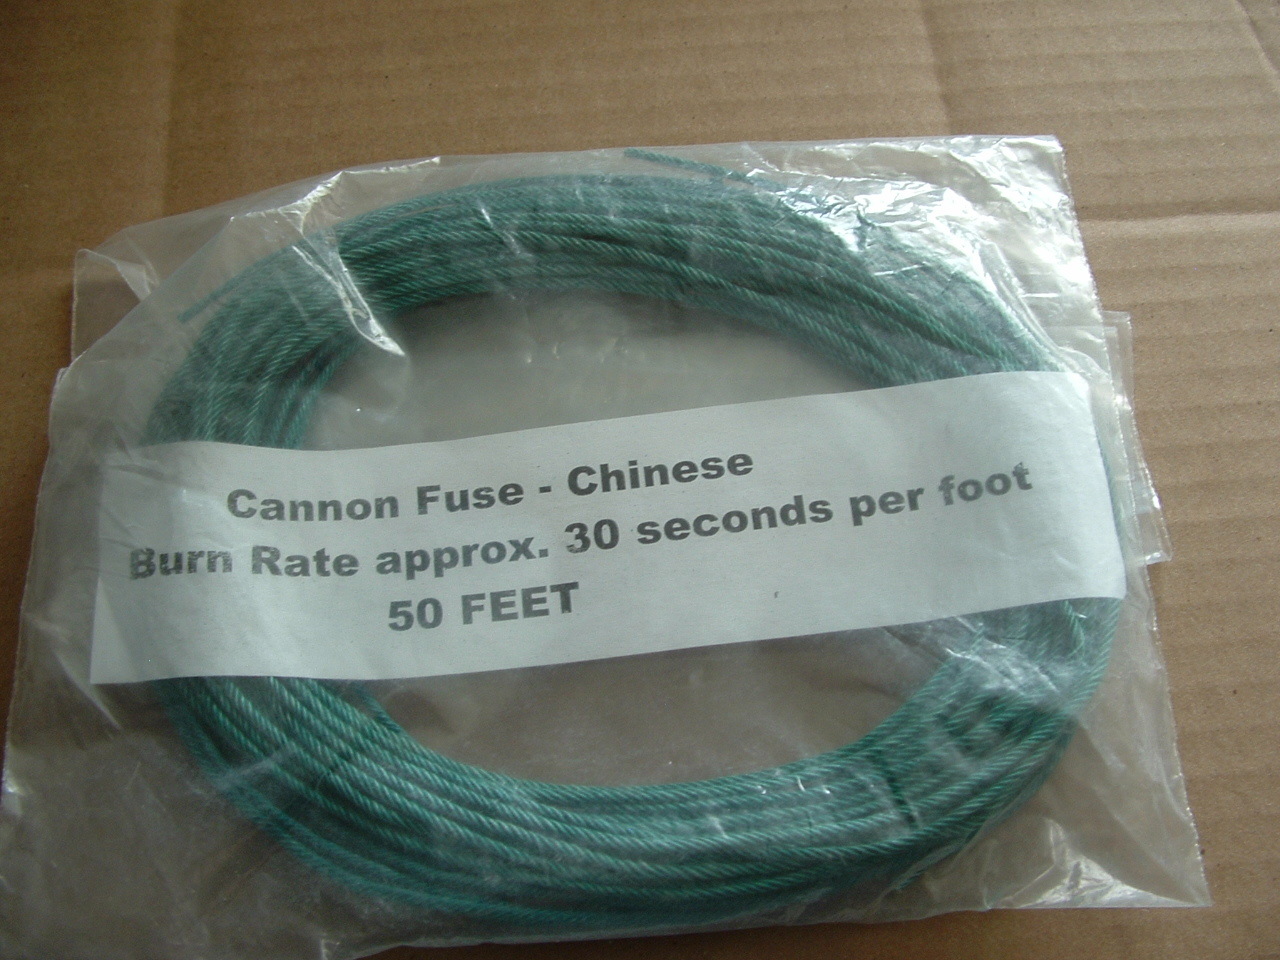 Cannon Fuse - Chinese
Burn Rate approx. 30 seconds per foot
50 FEET